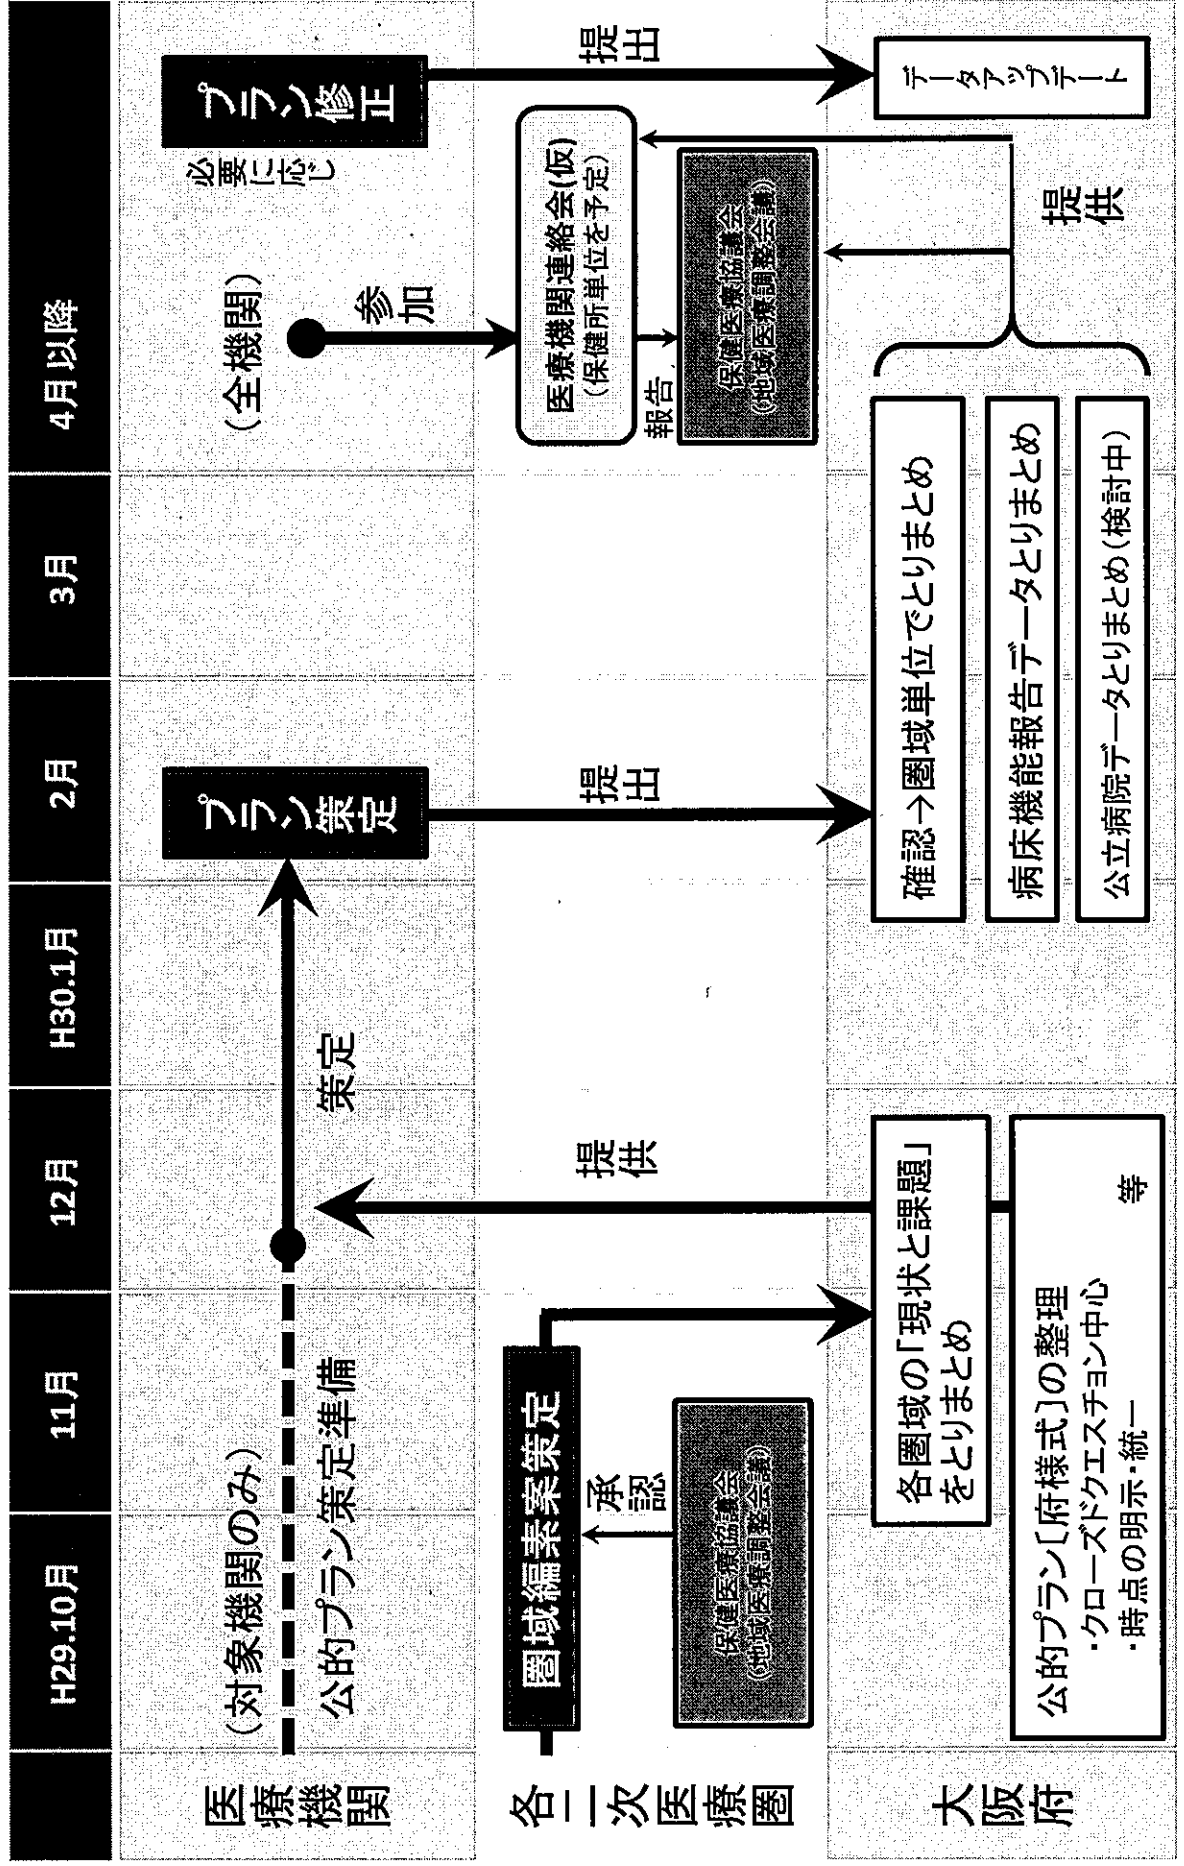 H29.10月
11月
12月
H30.1月
2月
3月
4月以降
医療機関
(対象機関のみ)
公的プラン策定準備
策定
プラン策定
(全機関)
参加
必要に応じ
プラン修正
各二次医療圏
圏域編素案策定
承認
保健医療協議会
(地域医療調整会議)
提供
提出
医療機関連絡会(仮)
(保健所単位を予定)
報告
保健医療協議会
(地域医療調整会議)
提出
大阪府
各圏域の「現状と課題」
をとりまとめ
公的プラン〔府様式〕の整理
・クローズドクエスチョン中心
・時点の明示・統一
等
確認→圏域単位でとりまとめ
病床機能報告データとりまとめ
公立病院データとりまとめ(検討中)
提供
データアップデート